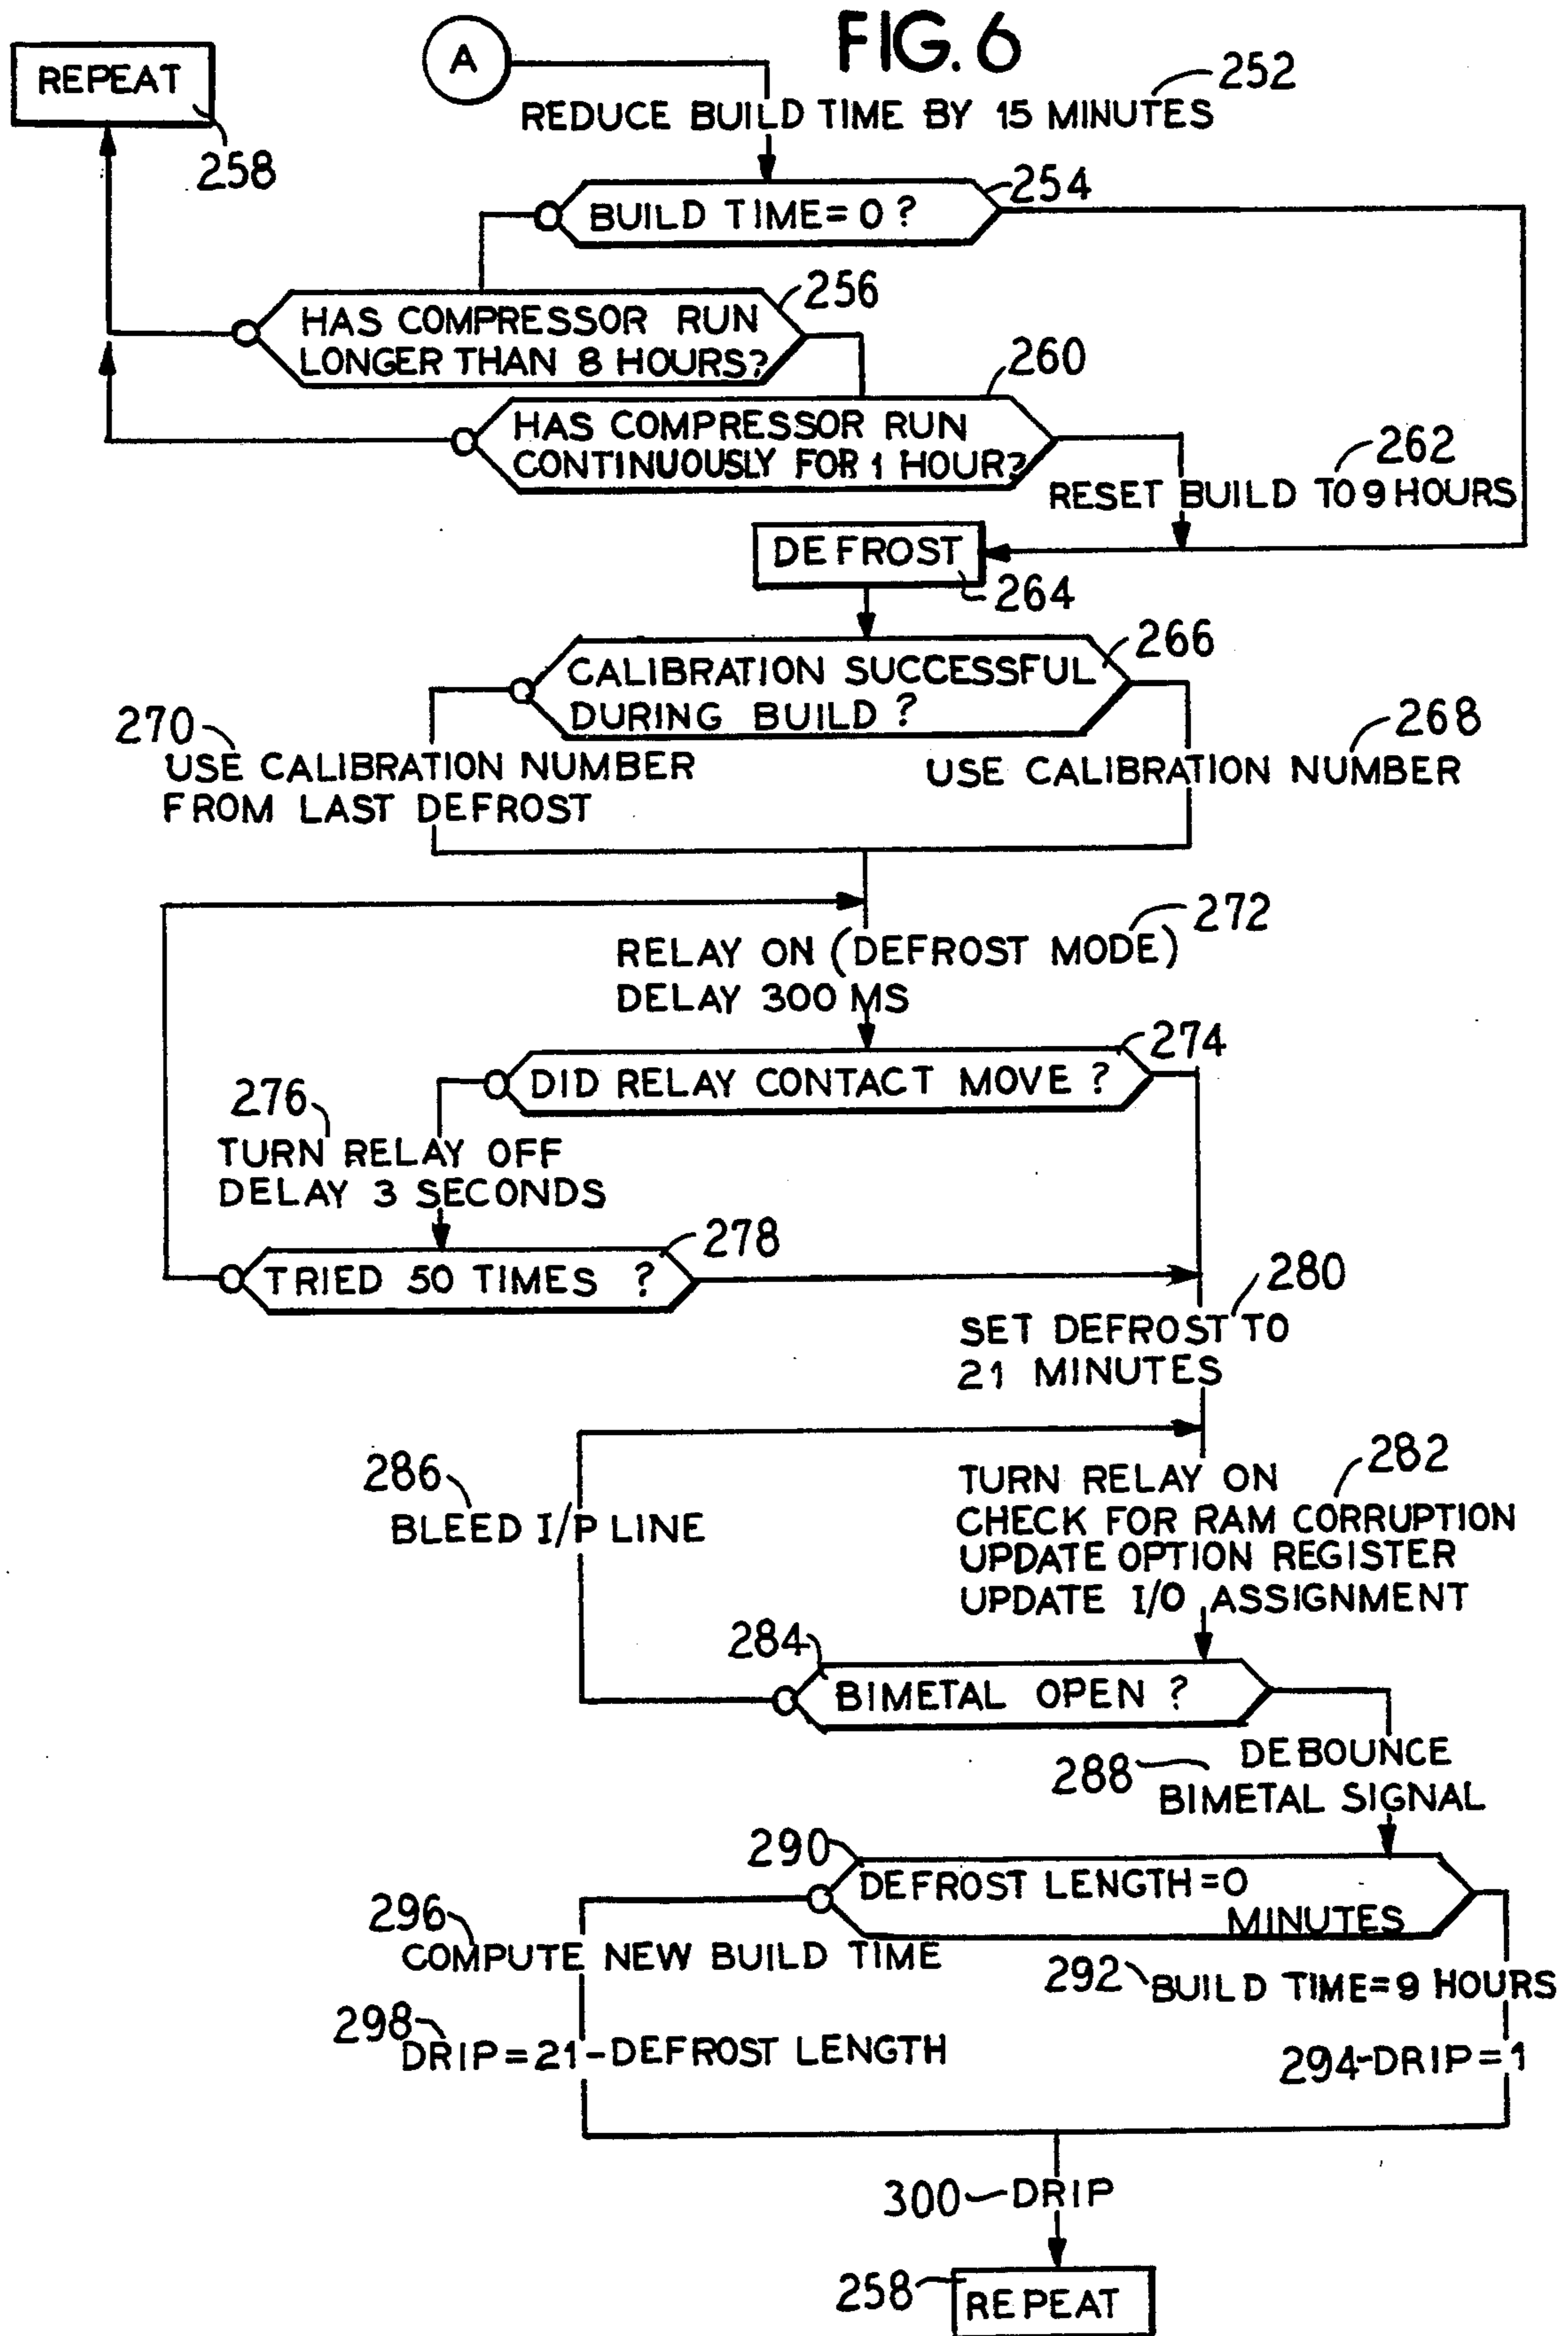 FIG. 6
REPEAT
258
A
252
REDUCE BUILD TIME BY 15 MINUTES
254
BUILD TIME=0?
256
HAS COMPRESSOR RUN
LONGER THAN 8 HOURS?
260
HAS COMPRESSOR RUN
CONTINUOUSLY FOR 1 HOUR?
262
RESET BUILD TO 9 HOURS
DEFROST
264
266
CALIBRATION SUCCESSFUL
DURING BUILD ?
270
USE CALIBRATION NUMBER
FROM LAST DEFROST
268
USE CALIBRATION NUMBER
272
RELAY ON (DEFROST MODE)
DELAY 300 MS
274
DID RELAY CONTACT MOVE ?
276
TURN RELAY OFF
DELAY 3 SECONDS
278
TRIED 50 TIMES ?
280
SET DEFROST TO
21 MINUTES
286
BLEED I/P LINE
282
TURN RELAY ON
CHECK FOR RAM CORRUPTION
UPDATE OPTION REGISTER
UPDATE I/O ASSIGNMENT
284
BIMETAL OPEN ?
288
DEBOUNCE
BIMETAL SIGNAL
290
DEFROST LENGTH=0
MINUTES
296
COMPUTE NEW BUILD TIME
292 BUILD TIME=9 HOURS
298
DRIP=21-DEFROST LENGTH
294-DRIP=1
300 DRIP
258 REPEAT